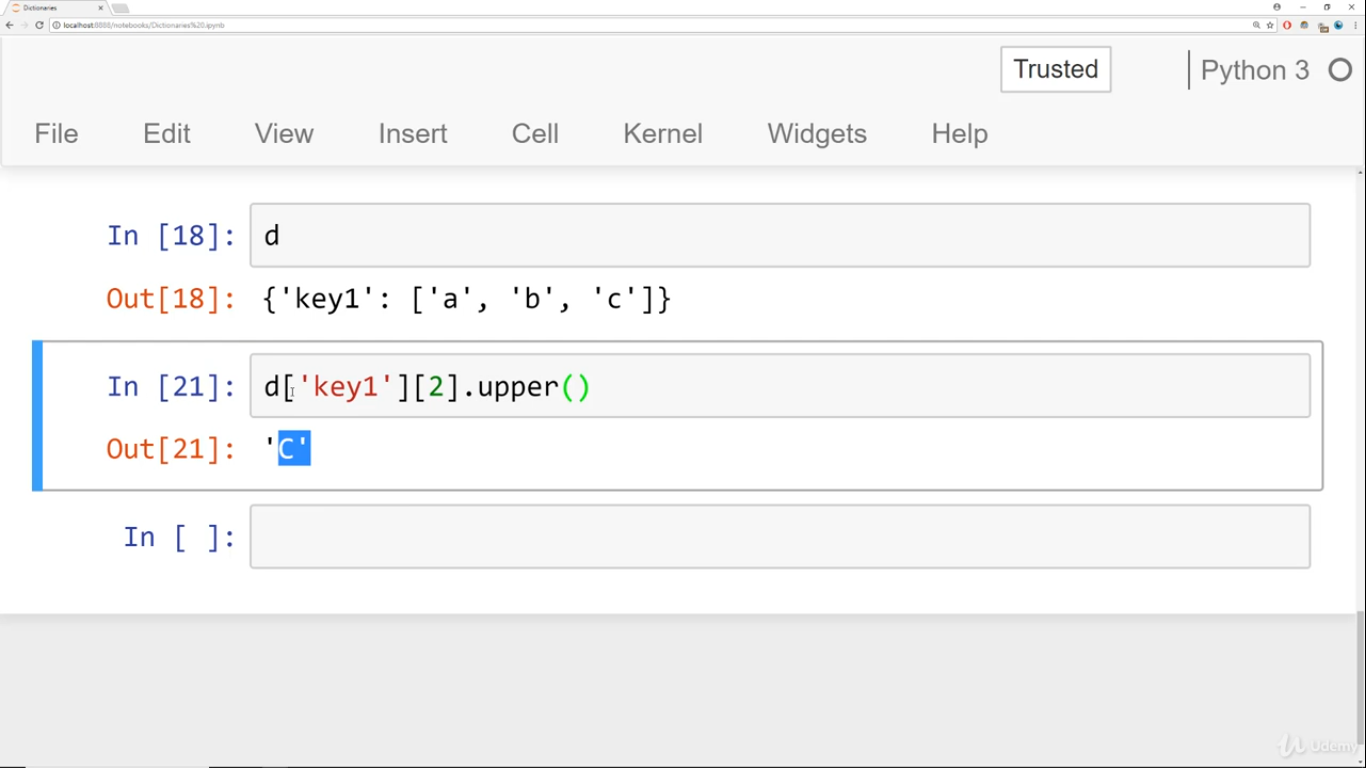 Dictionaries
localhost:8888/notebooks/Dictionaries%20.ipynb
Trusted
Python 3
File Edit View Insert Cell Kernel Widgets Help
In [18]: d
Out[18]: {'key1': ['a', 'b', 'c']}
In [21]: d['key1'][2].upper()
Out[21]: 'C'
In [ ]:
Udemy